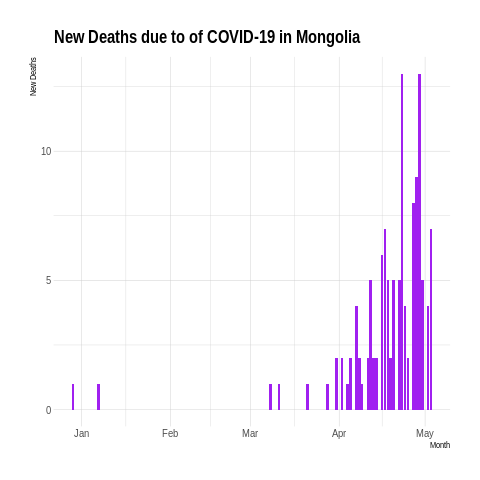 New Deaths due to of COVID-19 in Mongolia
New Deaths
10
5
0
Jan Feb Mar Apr May
Month